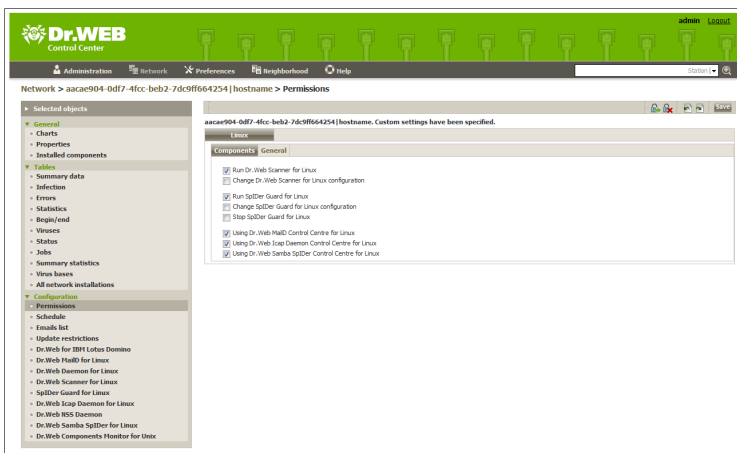 admin Logout
Dr.WEB
Control Center
Administration Network Preferences Neighborhood Help Station
Network > aacae904-0df7-4fcc-beb2-7dc9ff664254|hostname > Permissions
Selected objects
Save
General
Charts
Properties
Installed components
Tables
Summary data
Infection
Errors
Statistics
Begin/end
Viruses
Status
Jobs
Summary statistics
Virus bases
All network installations
Configuration
Permissions
Schedule
Emails list
Update restrictions
Dr.Web for IBM Lotus Domino
Dr.Web MailD for Linux
Dr.Web Daemon for Linux
Dr.Web Scanner for Linux
SpIDer Guard for Linux
Dr.Web Icap Daemon for Linux
Dr.Web NSS Daemon
Dr.Web Samba SpIDer for Linux
Dr.Web Components Monitor for Unix
aacae904-0df7-4fcc-beb2-7dc9ff664254|hostname. Custom settings have been specified.
Linux
Components General
Run Dr.Web Scanner for Linux
Change Dr.Web Scanner for Linux configuration
Run SpIDer Guard for Linux
Change SpIDer Guard for Linux configuration
Stop SpIDer Guard for Linux
Using Dr.Web MailD Control Centre for Linux
Using Dr.Web Icap Daemon Control Centre for Linux
Using Dr.Web Samba SpIDer Control Centre for Linux